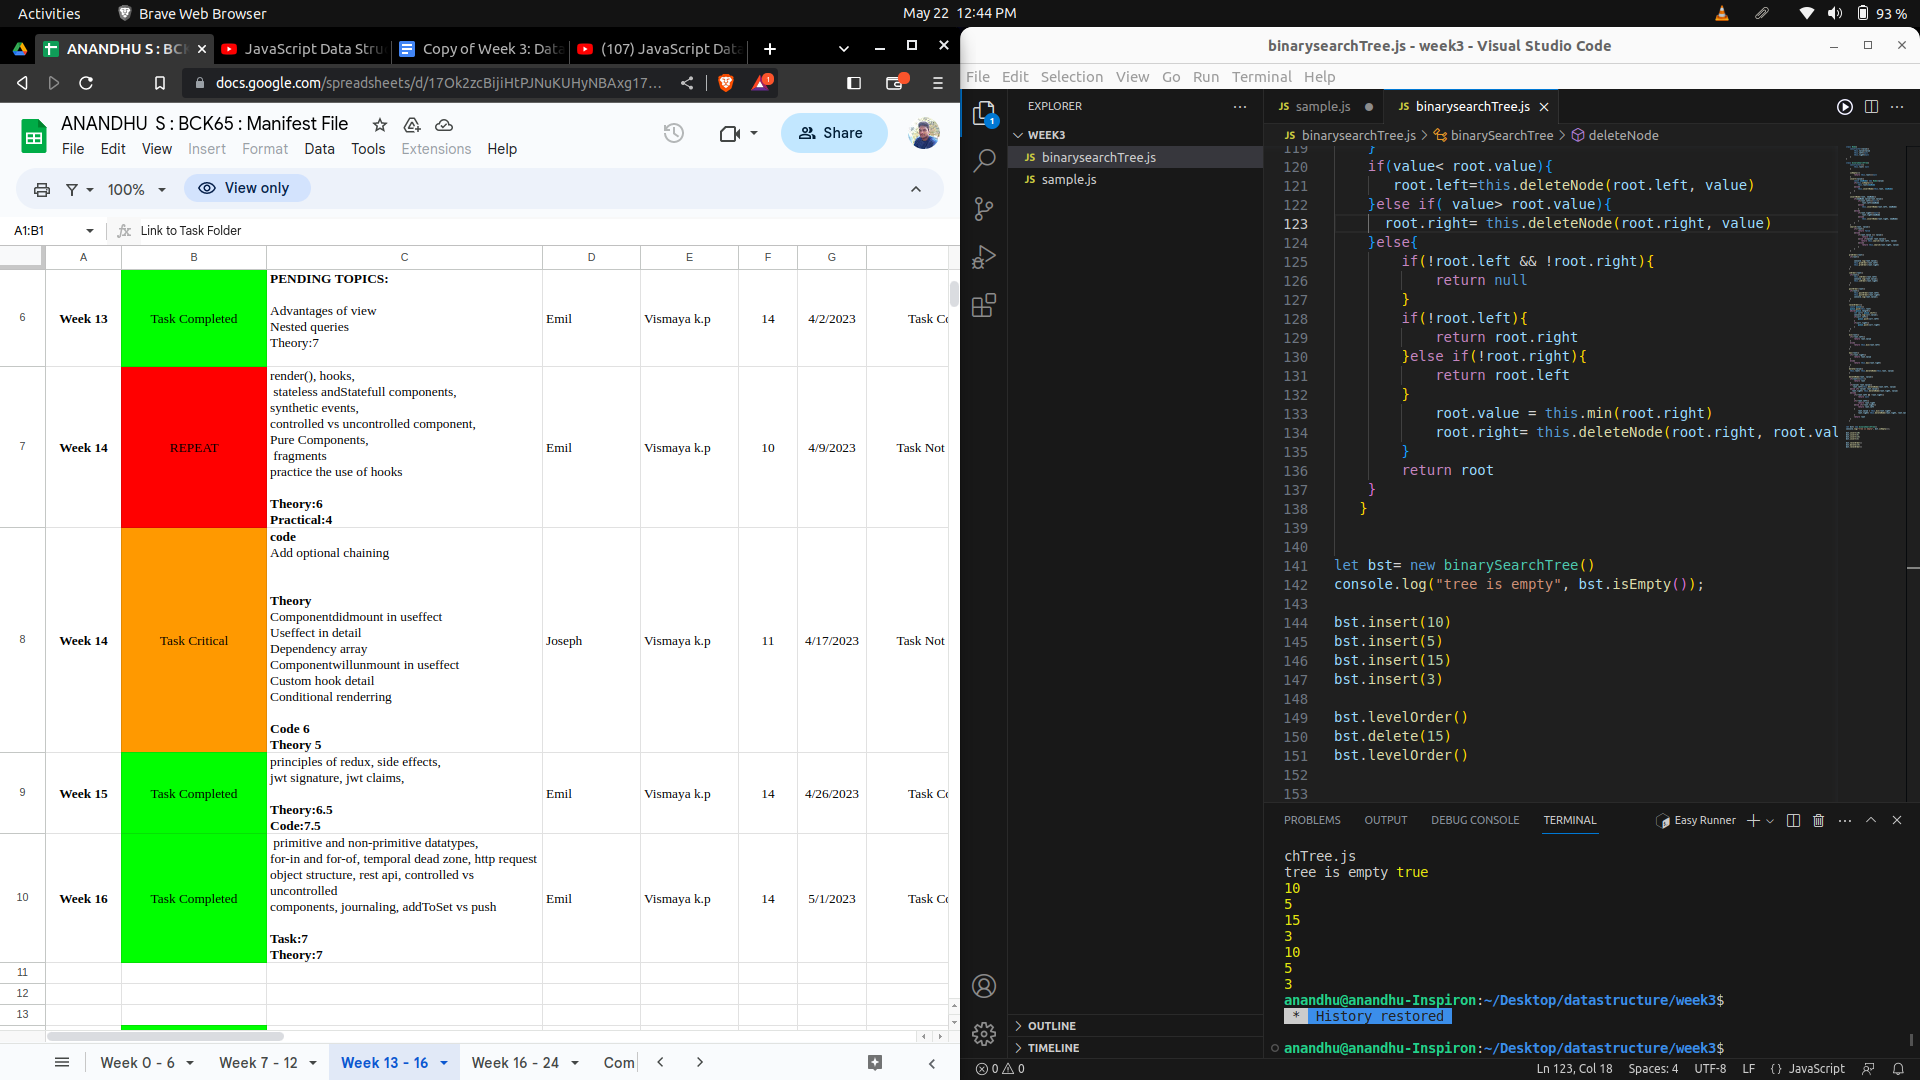 Activities
Brave Web Browser
May 22  12:44 PM
93 %
ANANDHU S : BCK
JavaScript Data Stru
Copy of Week 3: Data
(107) JavaScript Data
docs.google.com/spreadsheets/d/17Ok2zcBijiHtPJNuKUHyNBAxg17...
ANANDHU  S : BCK65 : Manifest File
Share
File Edit View Insert Format Data Tools Extensions Help
100%
View only
A1:B1
fx
Link to Task Folder
A B C D E F G
6
Week 13
Task Completed
PENDING TOPICS:
Advantages of view
Nested queries
Theory:7
Emil
Vismaya k.p
14
4/2/2023
Task Co
7
Week 14
REPEAT
render(), hooks,
stateless andStatefull components,
synthetic events,
controlled vs uncontrolled component,
Pure Components,
fragments
practice the use of hooks
Theory:6
Practical:4
Emil
Vismaya k.p
10
4/9/2023
Task Not
8
Week 14
Task Critical
code
Add optional chaining
Theory
Componentdidmount in useffect
Useffect in detail
Dependency array
Componentwillunmount in useffect
Custom hook detail
Conditional renderring
Code 6
Theory 5
Joseph
Vismaya k.p
11
4/17/2023
Task Not
9
Week 15
Task Completed
principles of redux, side effects,
jwt signature, jwt claims,
Theory:6.5
Code:7.5
Emil
Vismaya k.p
14
4/26/2023
Task Co
10
Week 16
Task Completed
primitive and non-primitive datatypes,
for-in and for-of, temporal dead zone, http request
object structure, rest api, controlled vs
uncontrolled
components, journaling, addToSet vs push
Task:7
Theory:7
Emil
Vismaya k.p
14
5/1/2023
Task Co
11
12
13
Week 0 - 6
Week 7 - 12
Week 13 - 16
Week 16 - 24
Com
binarysearchTree.js - week3 - Visual Studio Code
File Edit Selection View Go Run Terminal Help
1
EXPLORER
WEEK3
JS binarysearchTree.js
JS sample.js
OUTLINE
TIMELINE
JS sample.js
JS binarysearchTree.js
JS binarysearchTree.js > binarySearchTree > deleteNode
119 }
120 if(value< root.value){
121 root.left=this.deleteNode(root.left, value)
122 }else if( value> root.value){
123 root.right= this.deleteNode(root.right, value)
124 }else{
125 if(!root.left && !root.right){
126 return null
127 }
128 if(!root.left){
129 return root.right
130 }else if(!root.right){
131 return root.left
132 }
133 root.value = this.min(root.right)
134 root.right= this.deleteNode(root.right, root.val
135 }
136 return root
137 }
138 }
139
140
141 let bst= new binarySearchTree()
142 console.log("tree is empty", bst.isEmpty());
143
144 bst.insert(10)
145 bst.insert(5)
146 bst.insert(15)
147 bst.insert(3)
148
149 bst.levelOrder()
150 bst.delete(15)
151 bst.levelOrder()
152
153
PROBLEMS OUTPUT DEBUG CONSOLE TERMINAL
Easy Runner
chTree.js
tree is empty true
10
5
15
3
10
5
3
anandhu@anandhu-Inspiron:~/Desktop/datastructure/week3$
* History restored
anandhu@anandhu-Inspiron:~/Desktop/datastructure/week3$
0 0
Ln 123, Col 18 Spaces: 4 UTF-8 LF {} JavaScript